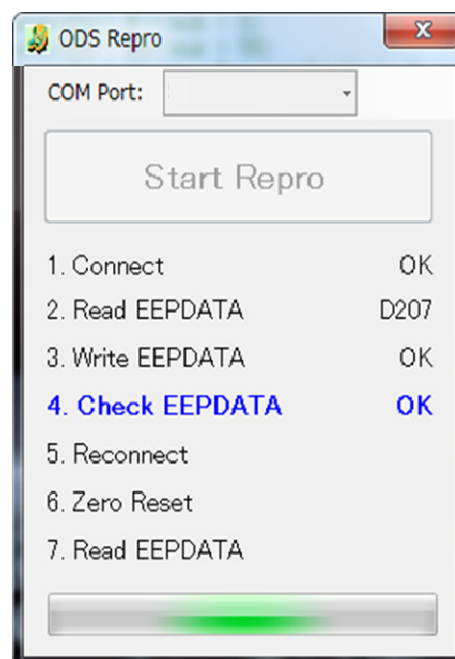 ODS Repro
COM Port:
Start Repro
1. Connect OK
2. Read EEPDATA D207
3. Write EEPDATA OK
4. Check EEPDATA OK
5. Reconnect
6. Zero Reset
7. Read EEPDATA